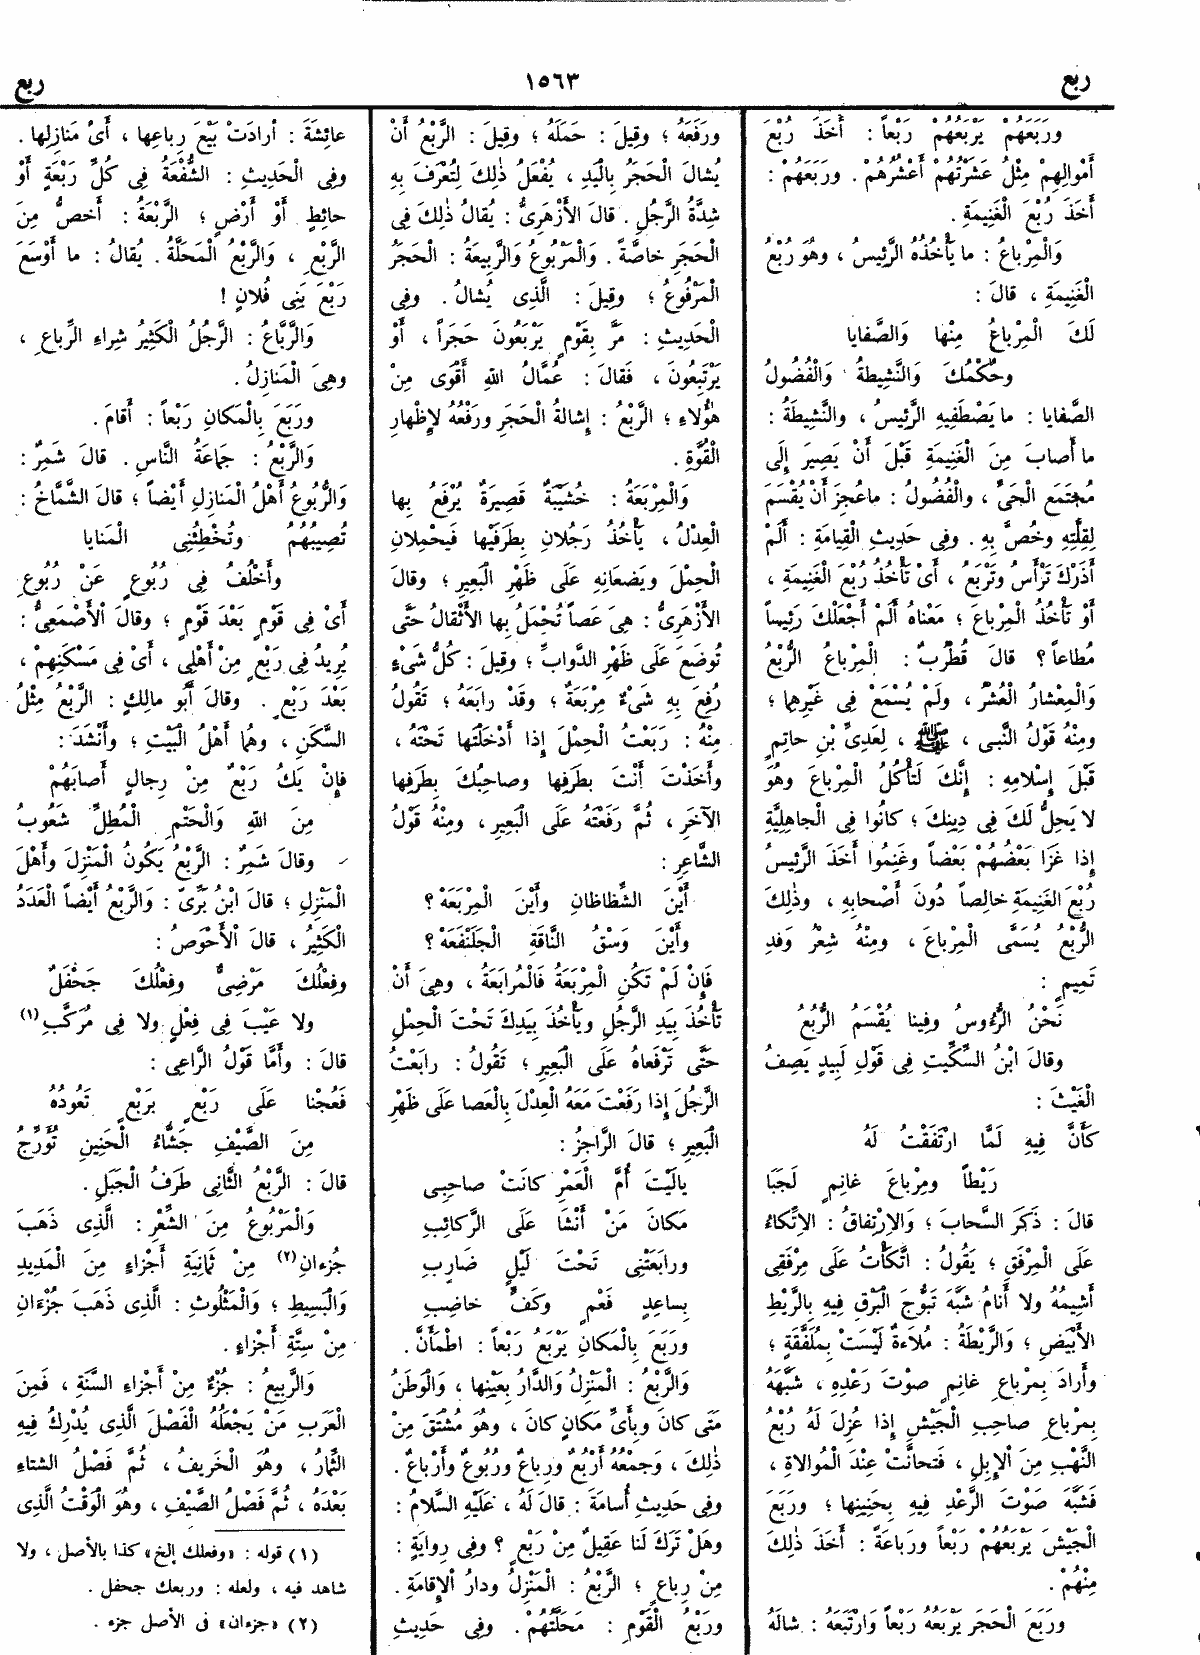 ربع
١٥٦٣
ربع
ورَبَعَهُمْ يَرْبَعُهُمْ رَبْعاً : أَخَذَ رُبْعَ
أَمْوالِهِمْ مِثْلُ عَشَرْتُهُمْ أَعْشُرُهُمْ . ورَبَعَهُمْ :
أَخَذَ رُبْعَ الْغَنِيمَةِ .
وَالْمِرْباعُ : ما يَأْخُذُهُ الرَّئِيسُ ، وهُوَ رُبْعُ
الْغَنِيمَةِ ، قالَ :
لَكَ الْمِرْباعُ مِنْها وَالصَّفايا
وحُكْمُكَ وَالنَّشِيطةُ وَالْفُضُولُ
الصَّفايا : ما يَصْطَفِيهِ الرَّئِيسُ ، والنَّشِيطَةُ :
ما أَصابَ مِنَ الْغَنِيمَةِ قَبْلَ أَنْ يَصِيرَ إِلَى
مُجتَمَعِ الْحَىِّ ، والْفُضُولُ : ماعُجِزَ أَنْ يُقْسَمَ
لِقِلَّتِهِ وخُصَّ بِهِ . وفِى حَدِيثِ الْقِيامَةِ : أَلَمْ
أَذَرْكَ تَرْأَسُ وتَرْبَعُ ، أَىْ تَأْخُذُ رُبْعَ الْغَنِيمَةِ ،
أَوْ تَأْخُذُ الْمِرْباعَ ؛ مَعْناهُ أَلَمْ أَجْعَلْكَ رَئِيساً
مُطاعاً ؟ قالَ قُطْرُبٌ : الْمِرْباعُ الرُّبْعُ
وَالْمِعْشارُ الْعُشْرُ ، ولَمْ يُسْمَعْ فِى غَيْرِهِما ؛
ومِنْهُ قَوْلُ النَّبِى ، ﷺ ، لِعَدِىِّ بْنِ حاتِمٍ
قَبْلَ إِسْلامِهِ : إِنَّكَ لَتَأْكُلُ الْمِرْباعَ وهُوَ
لا يَحِلُّ لَكَ فِى دِينِكَ ؛ كانُوا فِى الْجاهِلِيَّةِ
إِذا غَزَا بَعْضُهُمْ بَعْضاً وغَنِمُوا أَخَذَ الرَّئِيسُ
رُبْعَ الغَنِيمَةِ خالِصاً دُونَ أَصْحابِهِ ، وذٰلِكَ
الرُّبْعُ يُسَمَّى الْمِرباعَ ، ومِنْهُ شِعْرُ وَفدِ
تَمِيمٍ :
نَحْنُ الرُّءُوسُ وفِينا يُقْسَمُ الرُّبُعُ
وقالَ ابْنُ السِّكِّيتِ فِى قَوْلِ لَبِيدٍ يَصِفُ
الْغَيْثَ :
كَأَنَّ فِيهِ لَمَّا ارْتَفَقْتُ لَهُ
رَيْطاً ومِرْباعَ غانِمٍ لَجَبَا
قالَ : ذَكَرَ السَّحابَ ؛ وَالاِرْتِفاقُ : الاِتِّكاءُ
عَلَى الْمِرْفَقِ ؛ يَقُولُ : اتَّكَأْتُ عَلَى مِرْفَقِى
أَشِيمُهُ ولا أَنامُ شَبَّهَ تَبَوُّجَ الْبَرْقِ فِيهِ بِالرَّيْطِ
الأَبْيَضِ ؛ وَالرَّيْطَةُ : مُلاءَةٌ لَيْسَتْ بِمُلَفَّقَةٍ ؛
وأَرادَ بِمِرْباعِ غانِمٍ صوْتَ رَعْدِهِ ، شَبَّهَهُ
بِمِرْباعِ صاحِبِ الْجَيْشِ إِذا عُزِلَ لَهُ رُبْعُ
النَّهْبِ مِنَ الإِبِلِ ، فَتَحانَّتْ عِنْدَ الْمُوالاةِ ،
فَشَبَّهَ صَوْتَ الرَّعْدِ فِيهِ بِحَنِينِها ؛ ورَبَعَ
الْجَيْشَ يَرْبَعُهُمْ رَبْعاً ورَباعَةً : أَخَذَ ذٰلِكَ
مِنْهُمْ .
ورَبَعَ الْحَجَرَ يَرْبَعُهُ رَبْعاً وَارْتَبَعَهُ : شالَهُ
ورَفَعَهُ ؛ وقِيلَ : حَمَلَهُ ؛ وقِيلَ : الرَّبْعُ أَنْ
يُشالَ الْحَجَرُ بِالْيَدِ ، يُفْعَلُ ذٰلِكَ لِتُعْرَفَ بِهِ
شِدَّةُ الرَّجُلِ . قالَ الأَزْهَرِىُّ : يُقالُ ذٰلِكَ فِى
الْحَجَرِ خاصَّةً . وَالْمَرْبُوعُ وَالرَّبِيعَةُ : الْحَجَرُ
الْمَرْفُوعُ ؛ وقِيلَ : الَّذِى يُشالُ . وفِى
الْحَدِيثِ : مَرَّ بِقَوْمٍ يَرْبَعُونَ حَجَراً ، أَوْ
يَرْتَبِعُونَ ، فَقالَ : عُمَّالُ اللهِ أَقْوَى مِنْ
هٰؤُلاءِ ؛ الرَّبْعُ : إِشالةُ الْحَجَرِ ورَفْعُهُ لإِظْهارِ
الْقُوَّةِ .
وَالْمِرْبَعَةُ : خُشَيْبَةٌ قَصِيرَةٌ يُرْفَعُ بِها
الْعِدْلُ ، يَأْخُذُ رَجُلانِ بِطَرَفَيْها فَيَحْمِلانِ
الْحِمْلَ ويَضَعانِهِ عَلَى ظَهْرِ الْبَعِيرِ ؛ وقالَ
الأَزْهَرِىُّ : هِىَ عَصاً تُحْمَلُ بِها الأَثْقالُ حَتَّى
تُوضَعَ عَلَى ظَهْرِ الدَّوابِّ ؛ وقِيلَ : كُلُّ شَىْءٍ
رُفِعَ بِهِ شَىْءٌ مِرْبَعَةٌ ؛ وقَدْ رابَعَهُ ؛ تَقُولُ
مِنْهُ : رَبَعْتُ الْحِمْلَ إِذا أَدْخَلْتَها تَحْتَهُ ،
وأَخَذْتَ أَنْتَ بِطَرفِها وصاحِبُكَ بِطَرفِها
الآخَرِ ، ثُمَّ رَفَعْتَهُ عَلَى الْبَعِيرِ ، ومِنْهُ قَوْلُ
الشَّاعِرِ :
أَيْنَ الشِّظاظانِ وأَيْنَ الْمِرْبَعَهْ ؟
وأَيْنَ وَسْقُ النَّاقَةِ الْجَلَنْفَعَهْ ؟
فَإِنْ لَمْ تَكُنِ الْمِرْبَعَةُ فَالْمُرابَعَةُ ، وهِىَ أَنْ
تَأْخُذَ بِيَدِ الرَّجُلِ ويَأْخُذَ بِيَدِكَ تَحْتَ الْحِمْلِ
حَتَّى تَرْفَعاهُ عَلَى الْبَعِيرِ ؛ تَقُولُ : رابَعْتُ
الرَّجُلَ إِذا رَفَعْتَ مَعَهُ الْعِدْلَ بِالْعَصا عَلَى ظَهْرِ
الْبَعِيرِ ؛ قالَ الرَّاجِزُ :
يالَيْتَ أُمَّ الْعَمْرِ كانَتْ صاحِبِى
مَكانَ مَنْ أَنْشَا عَلَى الرَّكائِبِ
ورابَعَتْنِى تَحْتَ لَيْلٍ ضَارِبِ
بِساعِدٍ فَعْمٍ وكَفٍّ خاضِبِ
ورَبَعَ بِالْمَكانِ يَرْبَعُ رَبْعاً : اطْمَأَنَّ .
وَالرَّبْعُ : الْمَنْزِلُ وَالدَّارُ بِعَيْنِها ، وَالْوَطَنُ
مَتَى كانَ وبِأَىِّ مَكانٍ كانَ ، وهُوَ مُشْتَقٌ مِنْ
ذٰلِكَ ، وَجَمْعُهُ أَرْبُعٌ ورِباعٌ ورُبُوعٌ وأَرْباعٌ .
وفِى حَدِيثِ أُسامَةَ : قالَ لَهُ ، عَلَيْهِ السَّلامُ :
وهَلْ تَرَكَ لَنا عَقِيلٌ مِنْ رَبْعٍ ؟ وفِى رِوايَةٍ :
مِنْ رِباعٍ ؛ الرَّبْعُ : الْمَنْزِلُ ودارُ الإِقامَةِ .
ورَبْعُ الْقَوْمِ : مَحَلَّتُهُمْ . وفِى حَدِيثِ
عائِشَةَ : أَرادَتْ بَيْعَ رِباعِها ، أَىْ مَنازِلِها .
وفِى الْحَدِيثِ : الشُّفْعَةُ فِى كُلِّ رَبْعَةٍ أَوْ
حائِطٍ أَوْ أَرْضٍ ؛ الرَّبْعَةُ : أَخصُّ مِنَ
الرَّبْعِ ، وَالرَّبْعُ الْمَحَلَّةُ . يُقالُ : ما أَوْسَعَ
رَبْعَ بَنِى فُلانٍ !
وَالرَّبَّاعُ : الرَّجُلُ الْكَثِيرُ شِراءِ الرِّباعِ ،
وهِىَ الْمَنازِلُ .
ورَبَعَ بِالْمَكانِ رَبْعاً : أَقامَ .
وَالرَّبْعُ : جَماعَةُ النَّاسِ . قالَ شَمِرٌ :
وَالرُّبُوعُ أَهْلُ الْمَنازِلِ أَيْضاً ؛ قالَ الشَّمَّاخُ :
تُصِيبُهُمُ وتُخْطِئُنِى الْمَنايا
وأَخْلُفُ فِى رُبُوعٍ عَنْ رُبُوعِ
أَىْ فِى قَوْمٍ بَعْدَ قَوْمٍ ؛ وقالَ الأَصْمَعِىُّ :
يُرِيدُ فِى رَبْعٍ مِنْ أَهْلِى ، أَىْ فِى مَسْكَنِهِمْ ،
بَعْدَ رَبْعٍ . وقالَ أَبُو مالِكٍ : الرَّبْعُ مِثْلُ
السَّكَنِ ، وهُما أَهْلُ الْبَيْتِ ؛ وأَنْشَدَ :
فإِنْ يَكُ رَبْعٌ مِنْ رِجالٍ أَصابَهُمْ
مِنَ اللهِ وَالْحَتْمِ الْمُطِلِّ شَعُوبُ
وقالَ شَمِرٌ : الرَّبْعُ يَكُونُ الْمَنْزِلَ وأَهْلَ
الْمَنْزِلِ ؛ قالَ ابْنُ بَرِّىّ : وَالرَّبْعُ أَيْضاً الْعَدَدُ
الْكَثِيرُ ، قالَ الأَحْوَصُ :
وفِعْلُكَ مَرْضِىٌّ وفِعْلُكَ جَحْفَلٌ
ولا عَيْبَ فِى فِعْلٍ ولا فِى مُرَكَّبِ(١)
قالَ : وأَمَّا قَوْلُ الرَّاعِى :
فَعُجْنا عَلَى رَبْعٍ بِرَبْعٍ تَعُودُهُ
مِنَ الصَّيْفِ جَشَّاءُ الْحَنِينِ تُؤَرِّجُ
قالَ : الرَّبْعُ الثَّانِى طَرَفُ الْجَبَلِ .
وَالْمَرْبُوعُ مِنَ الشِّعْرِ : الَّذِى ذَهَبَ
جُزءانِ(٢) مِنْ ثَمانِيَةِ أَجْزاءٍ مِنَ الْمَدِيدِ
وَالْبَسِيطِ ؛ وَالْمَثْلُوثِ : الَّذِى ذَهَبَ جُزْءَانِ
مِنْ سِتَّةِ أَجْزاءٍ .
وَالرَّبِيعُ : جُزْءٌ مِنْ أَجْزاءِ السَّنَةِ ، فَمِنَ
الْعَرَبِ مَنْ يَجْعَلُهُ الْفَصْلَ الَّذِى يُدْرِكُ فِيهِ
الثِّمارُ ، وهُوَ الْخَرِيفُ ، ثُمَّ فَصْلُ الشتاءِ
بَعْدَهُ ، ثُمَّ فَصْلُ الصَّيْفِ ، وهُوَ الْوَقْتُ الَّذِى
(١) قوله : «وفعلك إلخ» كذا بالأصل ، ولا
شاهد فيه ، ولعله : وربعك جحفل .
(٢) «جزءان» فى الأصل جزء .